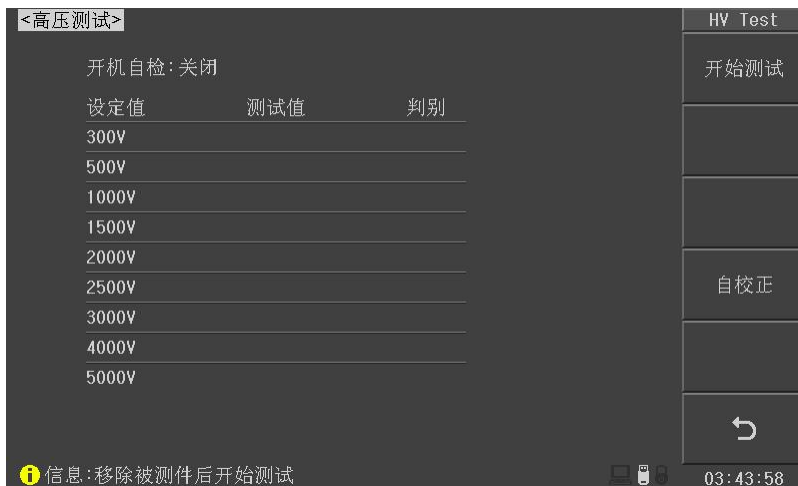 <高压测试>
HV Test
开机自检:关闭
开始测试
设定值 测试值 判别
300V
500V
1000V
1500V
2000V
2500V
自校正
3000V
4000V
5000V
信息:移除被测件后开始测试
03:43:58